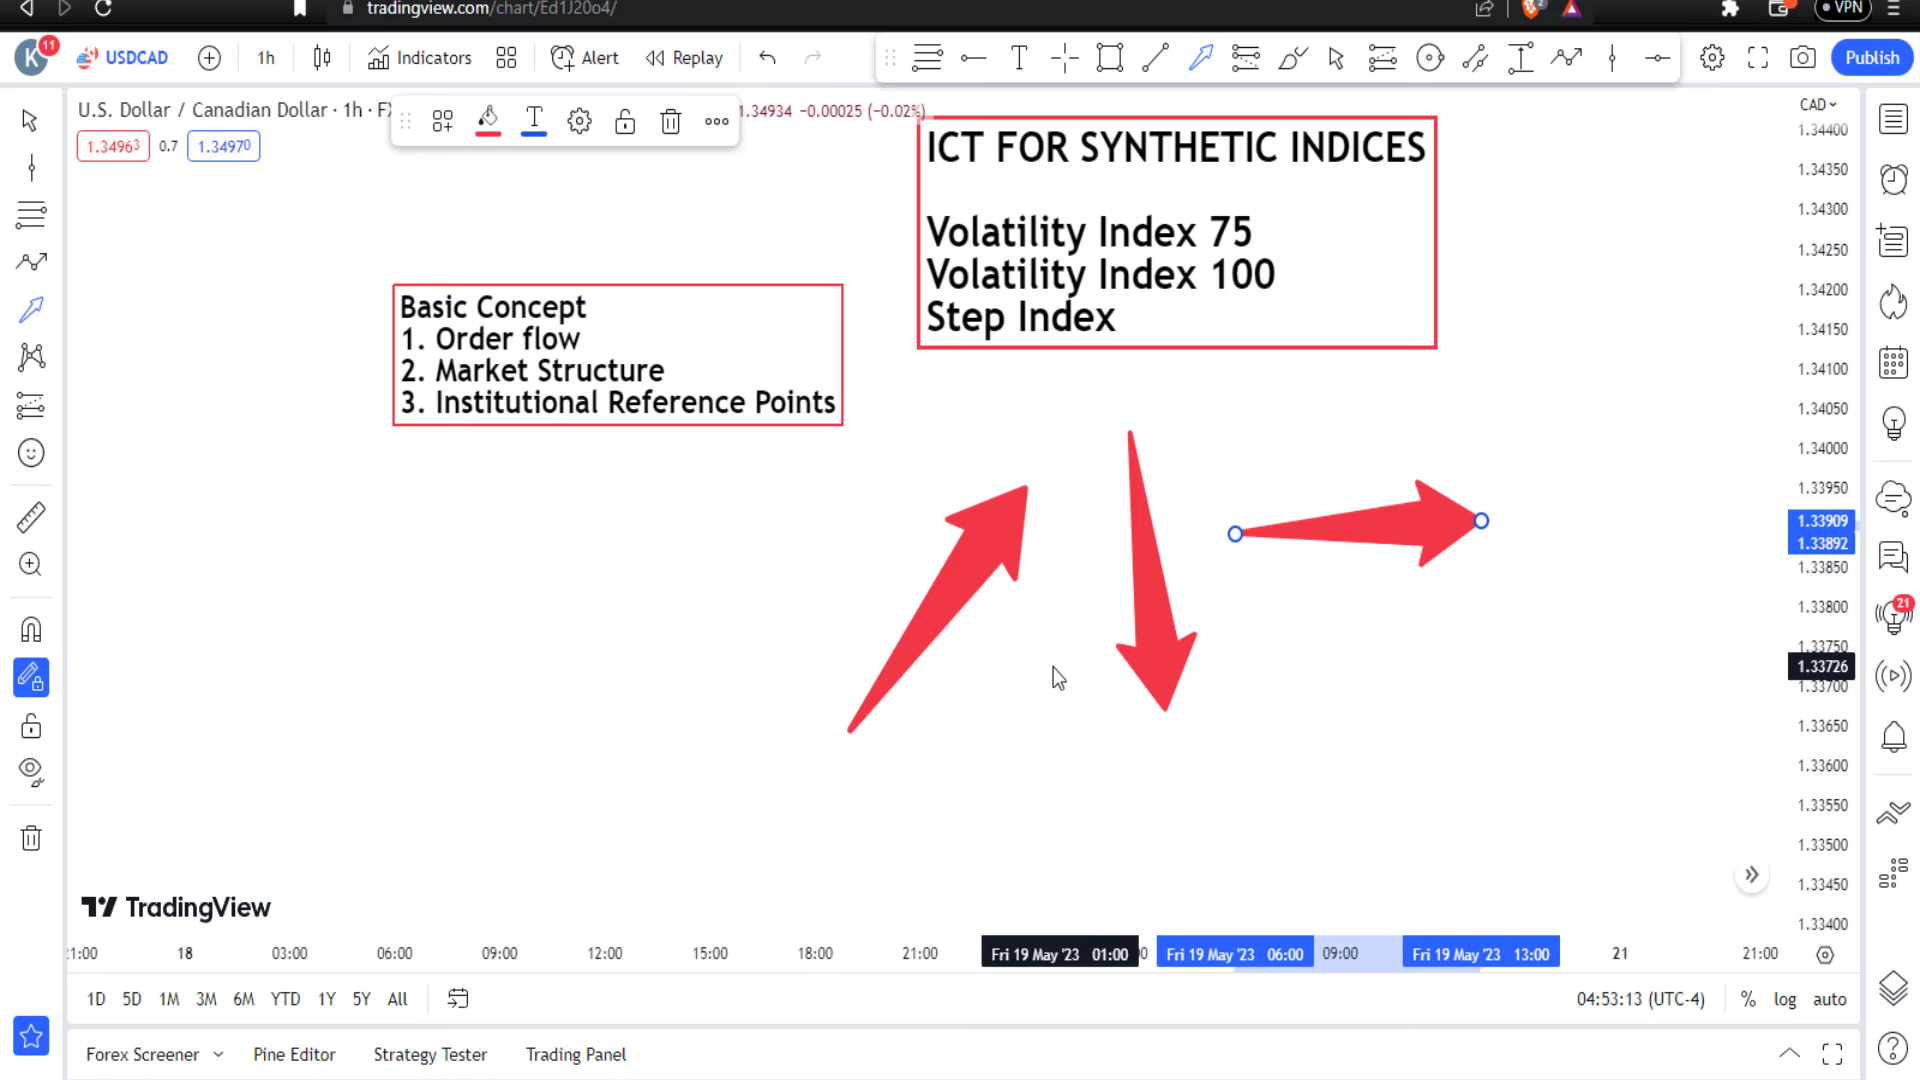 tradingview.com/chart/Ed1J20o4/
2
VPN
K
11
USDCAD
1h
Indicators
Alert
Replay
Publish
U.S. Dollar / Canadian Dollar · 1h · F
1.34934 −0.00025 (−0.02%)
1.34963
0.7
1.34970
CAD
ICT FOR SYNTHETIC INDICES
Volatility Index 75
Volatility Index 100
Step Index
Basic Concept
1. Order flow
2. Market Structure
3. Institutional Reference Points
1.34400
1.34350
1.34300
1.34250
1.34200
1.34150
1.34100
1.34050
1.34000
1.33950
1.33909
1.33892
1.33850
1.33800
1.33750
1.33726
1.33700
1.33650
1.33600
1.33550
1.33500
1.33450
1.33400
21
TradingView
1:00
18
03:00
06:00
09:00
12:00
15:00
18:00
21:00
Fri 19 May '23 01:00
Fri 19 May '23 06:00
09:00
Fri 19 May '23 13:00
21
21:00
1D 5D 1M 3M 6M YTD 1Y 5Y All
04:53:13 (UTC-4)
% log auto
Forex Screener
Pine Editor
Strategy Tester
Trading Panel